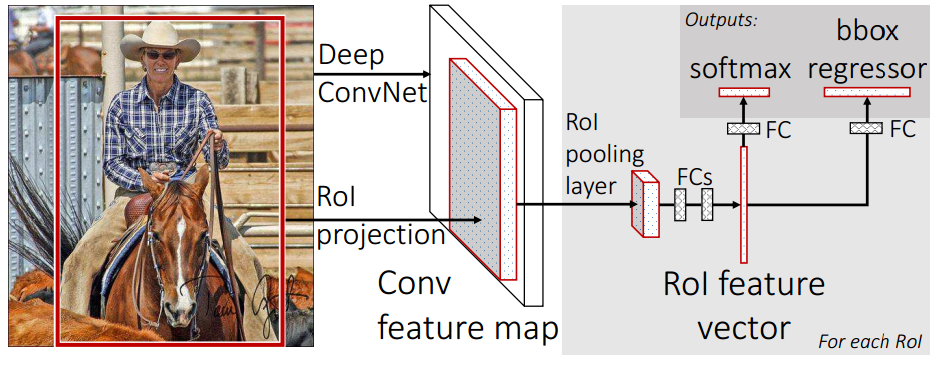 Deep
ConvNet
RoI
projection
Conv
feature map
RoI
pooling
layer
FCs
RoI feature
vector
For each RoI
Outputs:
softmax
bbox
regressor
FC
FC